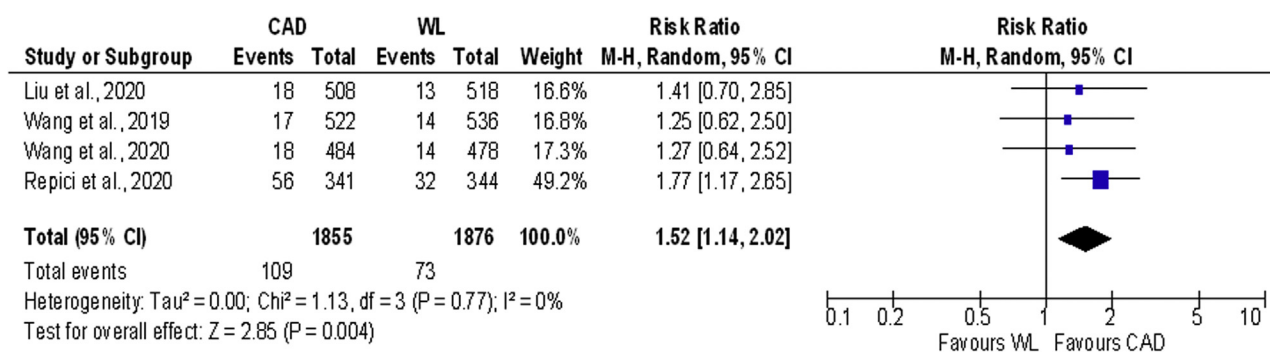 CAD WL Risk Ratio Risk Ratio
Study or Subgroup Events Total Events Total Weight M-H, Random, 95% CI M-H, Random, 95% CI
Liu et al., 2020 18 508 13 518 16.6% 1.41 [0.70, 2.85]
Wang et al., 2019 17 522 14 536 16.8% 1.25 [0.62, 2.50]
Wang et al., 2020 18 484 14 478 17.3% 1.27 [0.64, 2.52]
Repici et al., 2020 56 341 32 344 49.2% 1.77 [1.17, 2.65]
Total (95% CI) 1855 1876 100.0% 1.52 [1.14, 2.02]
Total events 109 73
Heterogeneity: Tau² = 0.00; Chi² = 1.13, df = 3 (P = 0.77); I² = 0%
Test for overall effect: Z = 2.85 (P = 0.004)
0.1 0.2 0.5 1 2 5 10
Favours WL Favours CAD